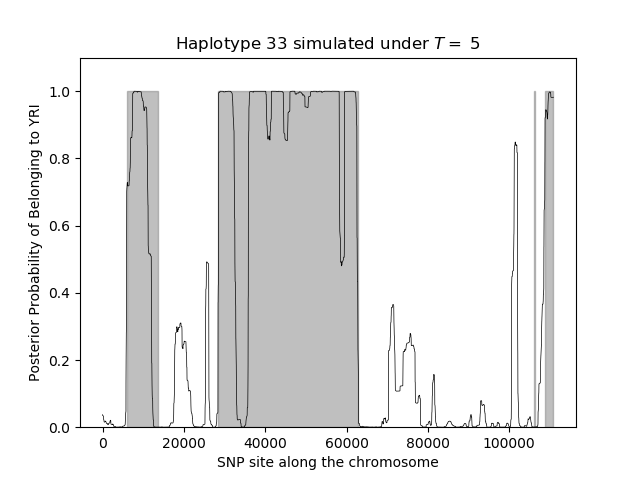 Haplotype 33 simulated under T = 5
Posterior Probability of Belonging to YRI
1.0
0.8
0.6
0.4
0.2
0.0
0 20000 40000 60000 80000 100000
SNP site along the chromosome